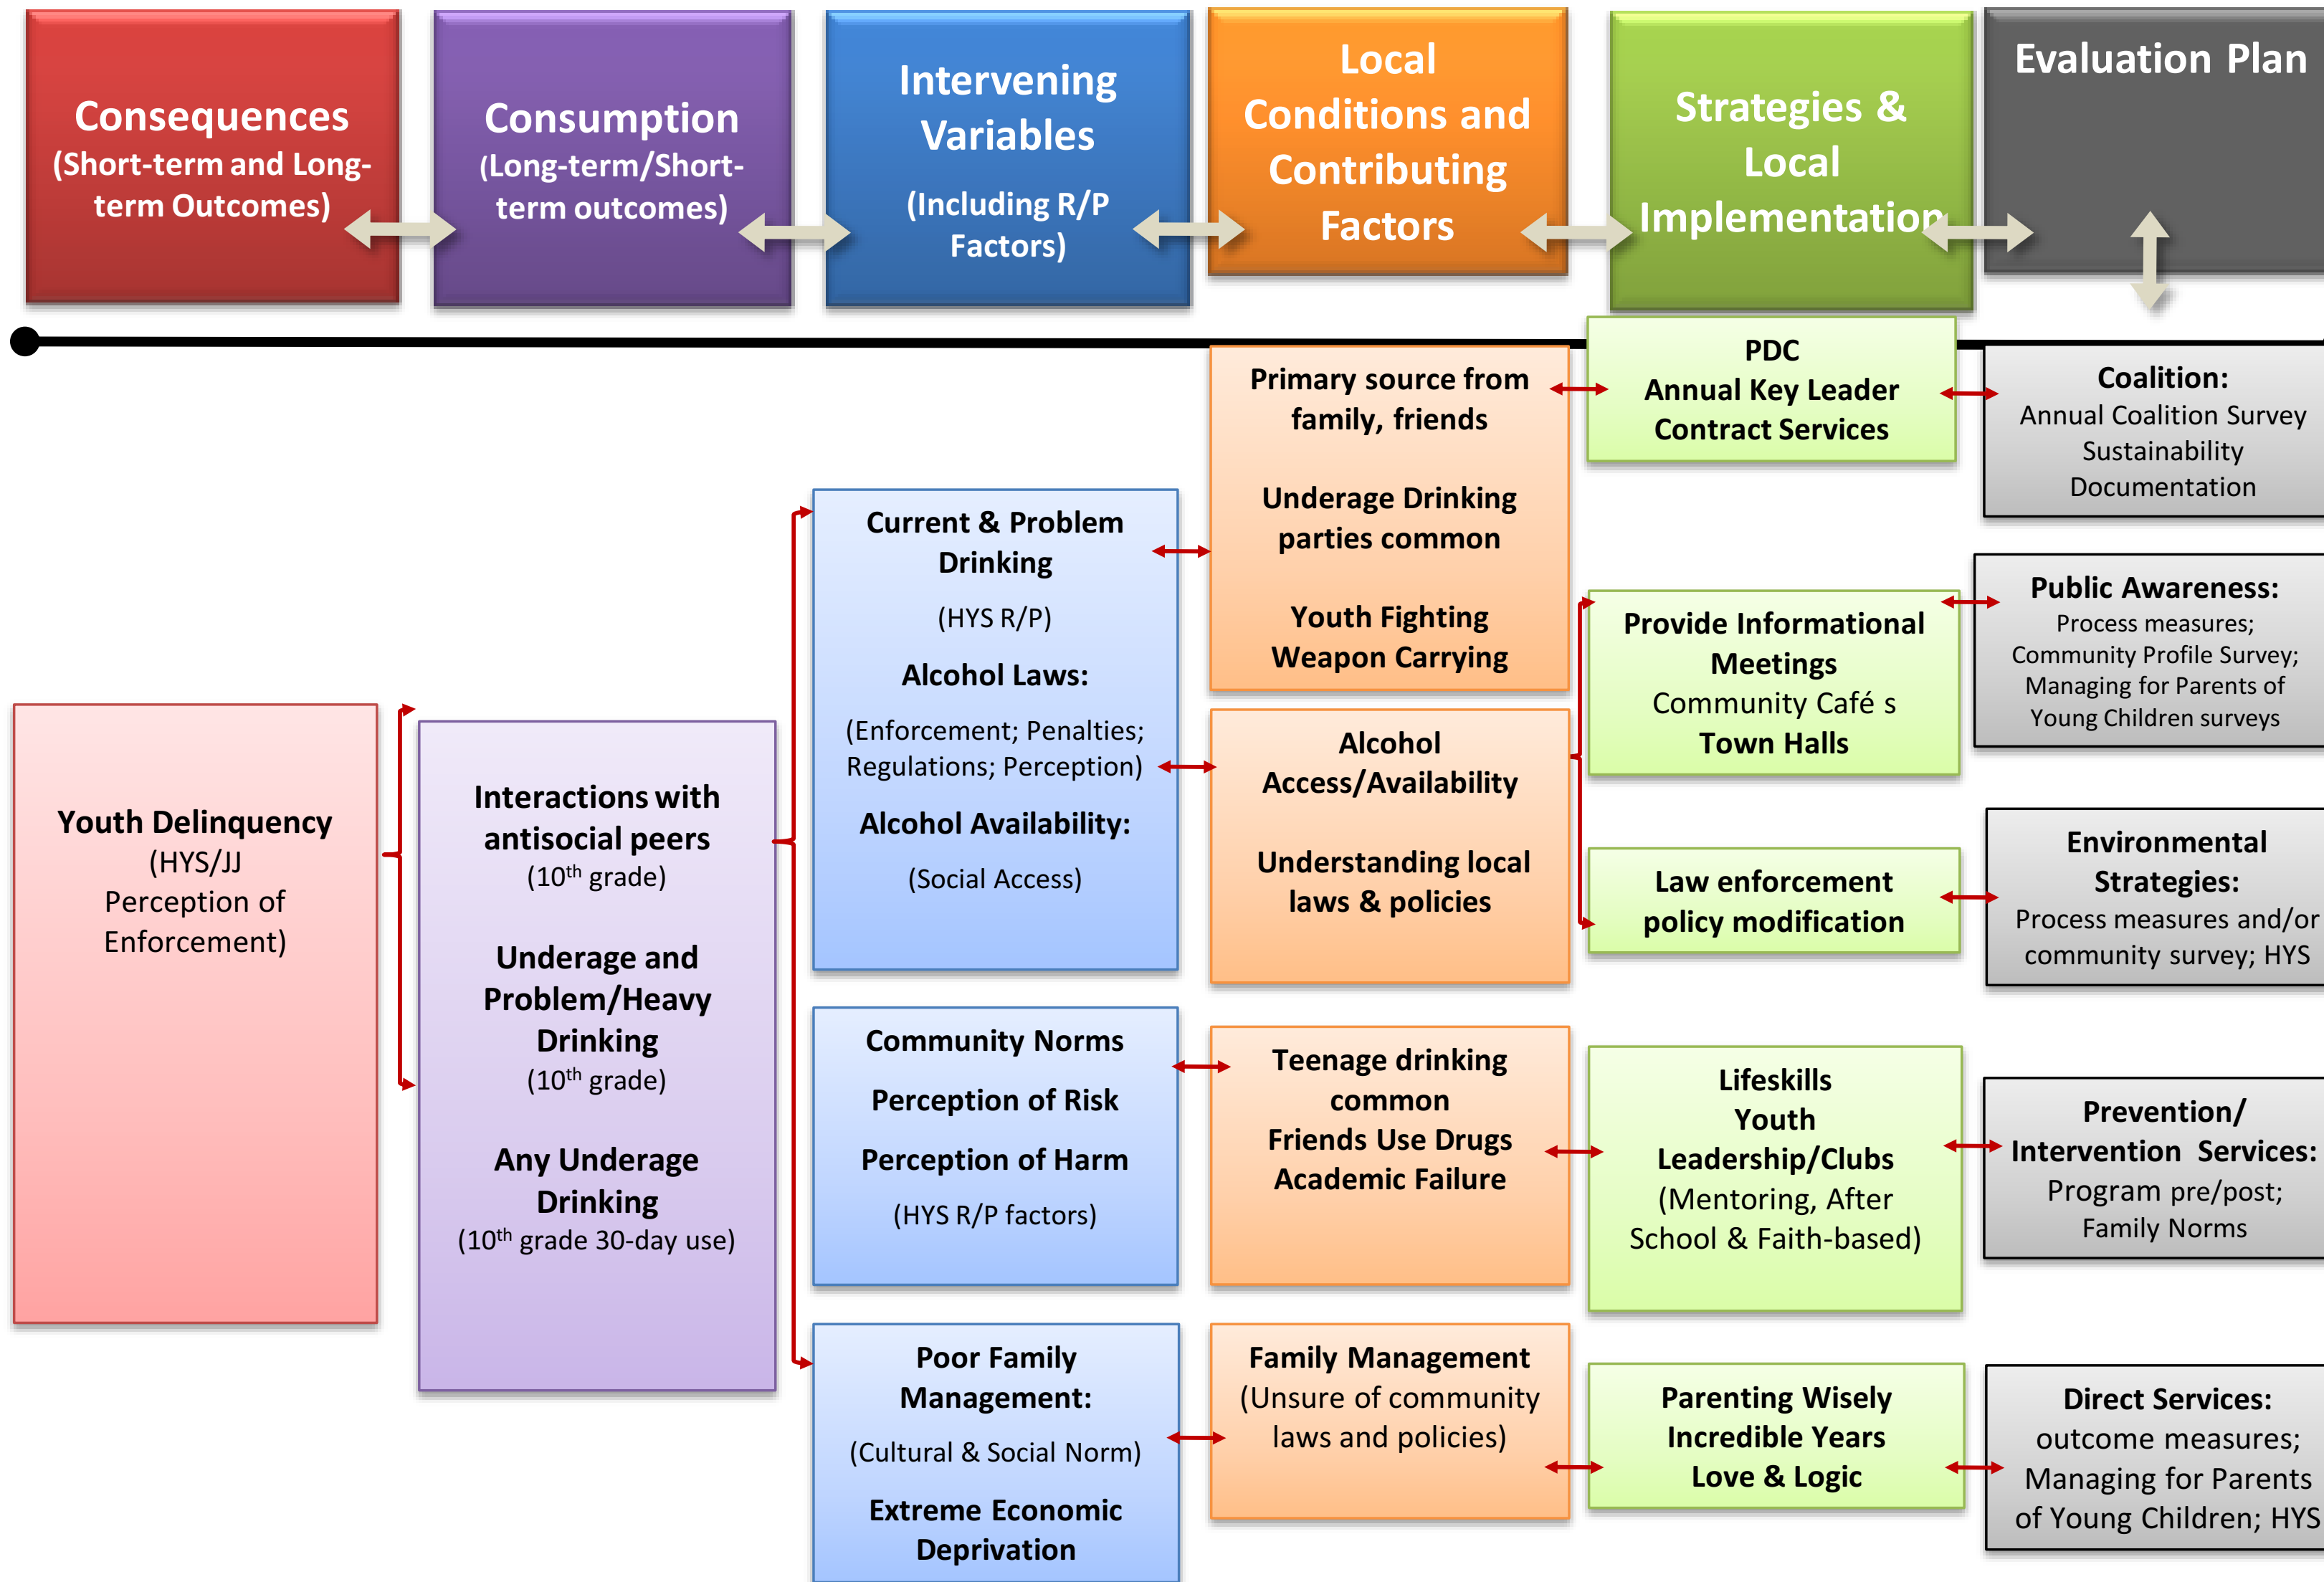 Consequences
(Short-term and Long-
term Outcomes)
Consumption
(Long-term/Short-
term outcomes)
Intervening
Variables
(Including R/P
Factors)
Local
Conditions and
Contributing
Factors
Strategies &
Local
Implementation
Evaluation Plan
Youth Delinquency
(HYS/JJ
Perception of
Enforcement)
Interactions with
antisocial peers
(10th grade)
Underage and
Problem/Heavy
Drinking
(10th grade)
Any Underage
Drinking
(10th grade 30-day use)
Current & Problem
Drinking
(HYS R/P)
Alcohol Laws:
(Enforcement; Penalties;
Regulations; Perception)
Alcohol Availability:
(Social Access)
Community Norms
Perception of Risk
Perception of Harm
(HYS R/P factors)
Poor Family
Management:
(Cultural & Social Norm)
Extreme Economic
Deprivation
Primary source from
family, friends
Underage Drinking
parties common
Youth Fighting
Weapon Carrying
Alcohol
Access/Availability
Understanding local
laws & policies
Teenage drinking
common
Friends Use Drugs
Academic Failure
Family Management
(Unsure of community
laws and policies)
PDC
Annual Key Leader
Contract Services
Provide Informational
Meetings
Community Café s
Town Halls
Law enforcement
policy modification
Lifeskills
Youth
Leadership/Clubs
(Mentoring, After
School & Faith-based)
Parenting Wisely
Incredible Years
Love & Logic
Coalition:
Annual Coalition Survey
Sustainability
Documentation
Public Awareness:
Process measures;
Community Profile Survey;
Managing for Parents of
Young Children surveys
Environmental
Strategies:
Process measures and/or
community survey; HYS
Prevention/
Intervention Services:
Program pre/post;
Family Norms
Direct Services:
outcome measures;
Managing for Parents
of Young Children; HYS